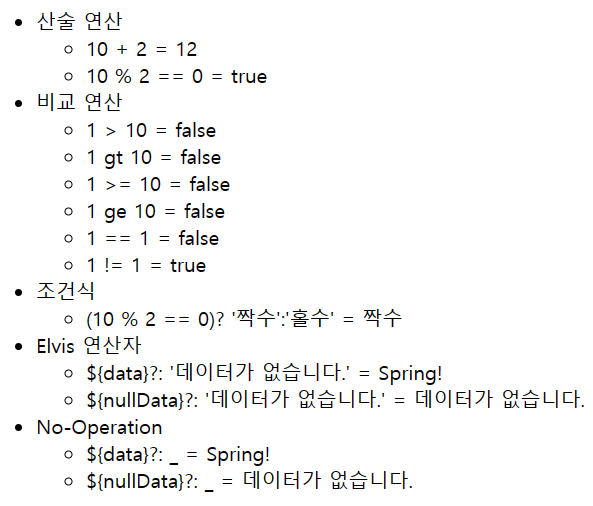 산술 연산
10 + 2 = 12
10 % 2 == 0 = true
비교 연산
1 > 10 = false
1 gt 10 = false
1 >= 10 = false
1 ge 10 = false
1 == 1 = false
1 != 1 = true
조건식
(10 % 2 == 0)? '짝수':'홀수' = 짝수
Elvis 연산자
${data}?: '데이터가 없습니다.' = Spring!
${nullData}?: '데이터가 없습니다.' = 데이터가 없습니다.
No-Operation
${data}?: _ = Spring!
${nullData}?: _ = 데이터가 없습니다.